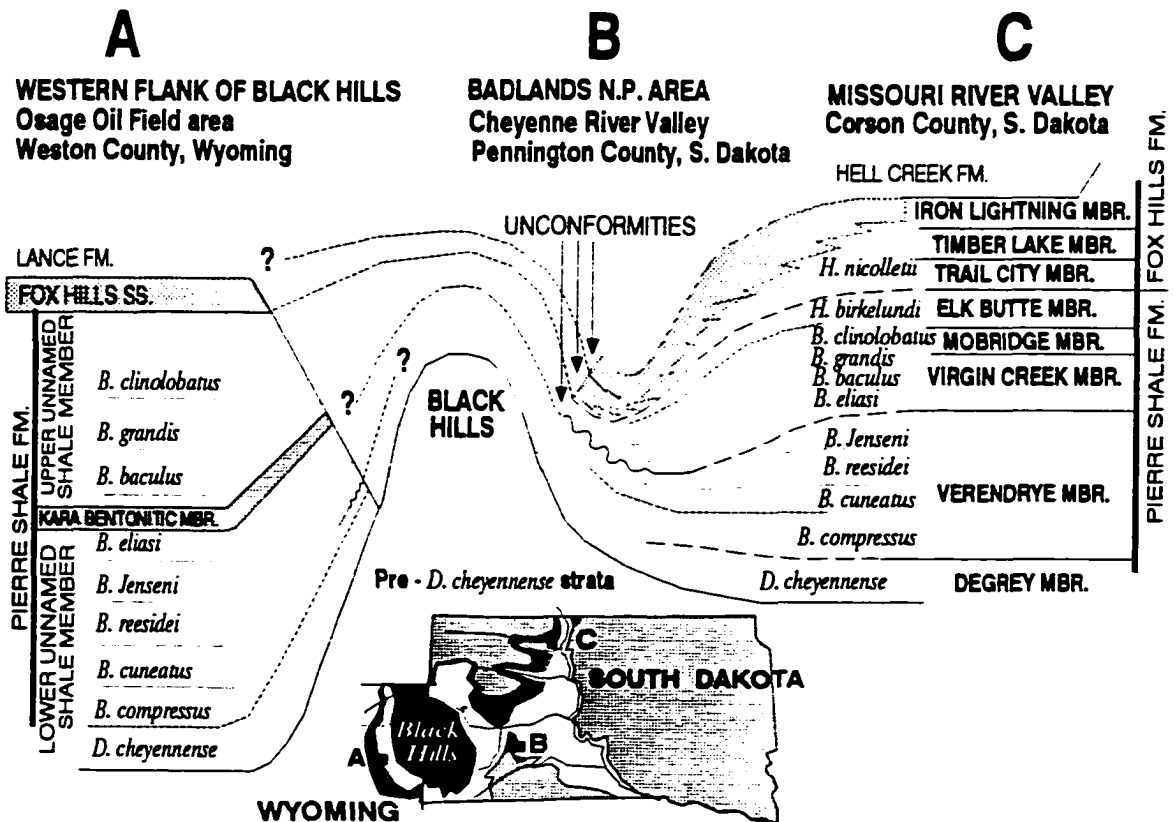 A
WESTERN FLANK OF BLACK HILLS
Osage Oil Field area
Weston County, Wyoming
B
BADLANDS N.P. AREA
Cheyenne River Valley
Pennington County, S. Dakota
C
MISSOURI RIVER VALLEY
Corson County, S. Dakota
LANCE FM.
FOX HILLS SS.
PIERRE SHALE FM.
UPPER UNNAMED
SHALE MEMBER
B. clinolobatus
B. grandis
B. baculus
KARA BENTONITIC MBR.
LOWER UNNAMED
SHALE MEMBER
B. eliasi
B. Jenseni
B. reesidei
B. cuneatus
B. compressus
D. cheyennense
?
?
?
BLACK
HILLS
UNCONFORMITIES
Pre - D. cheyennense strata
HELL CREEK FM.
IRON LIGHTNING MBR.
TIMBER LAKE MBR.
H. nicolletii TRAIL CITY MBR.
H. birkelundi ELK BUTTE MBR.
B. clinolobatus MOBRIDGE MBR.
B. grandis
B. baculus VIRGIN CREEK MBR.
B. eliasi
B. Jenseni
B. reesidei
B. cuneatus VERENDRYE MBR.
B. compressus
D. cheyennense DEGREY MBR.
FOX HILLS FM.
PIERRE SHALE FM.
C
SOUTH DAKOTA
Black
Hills
A
B
WYOMING